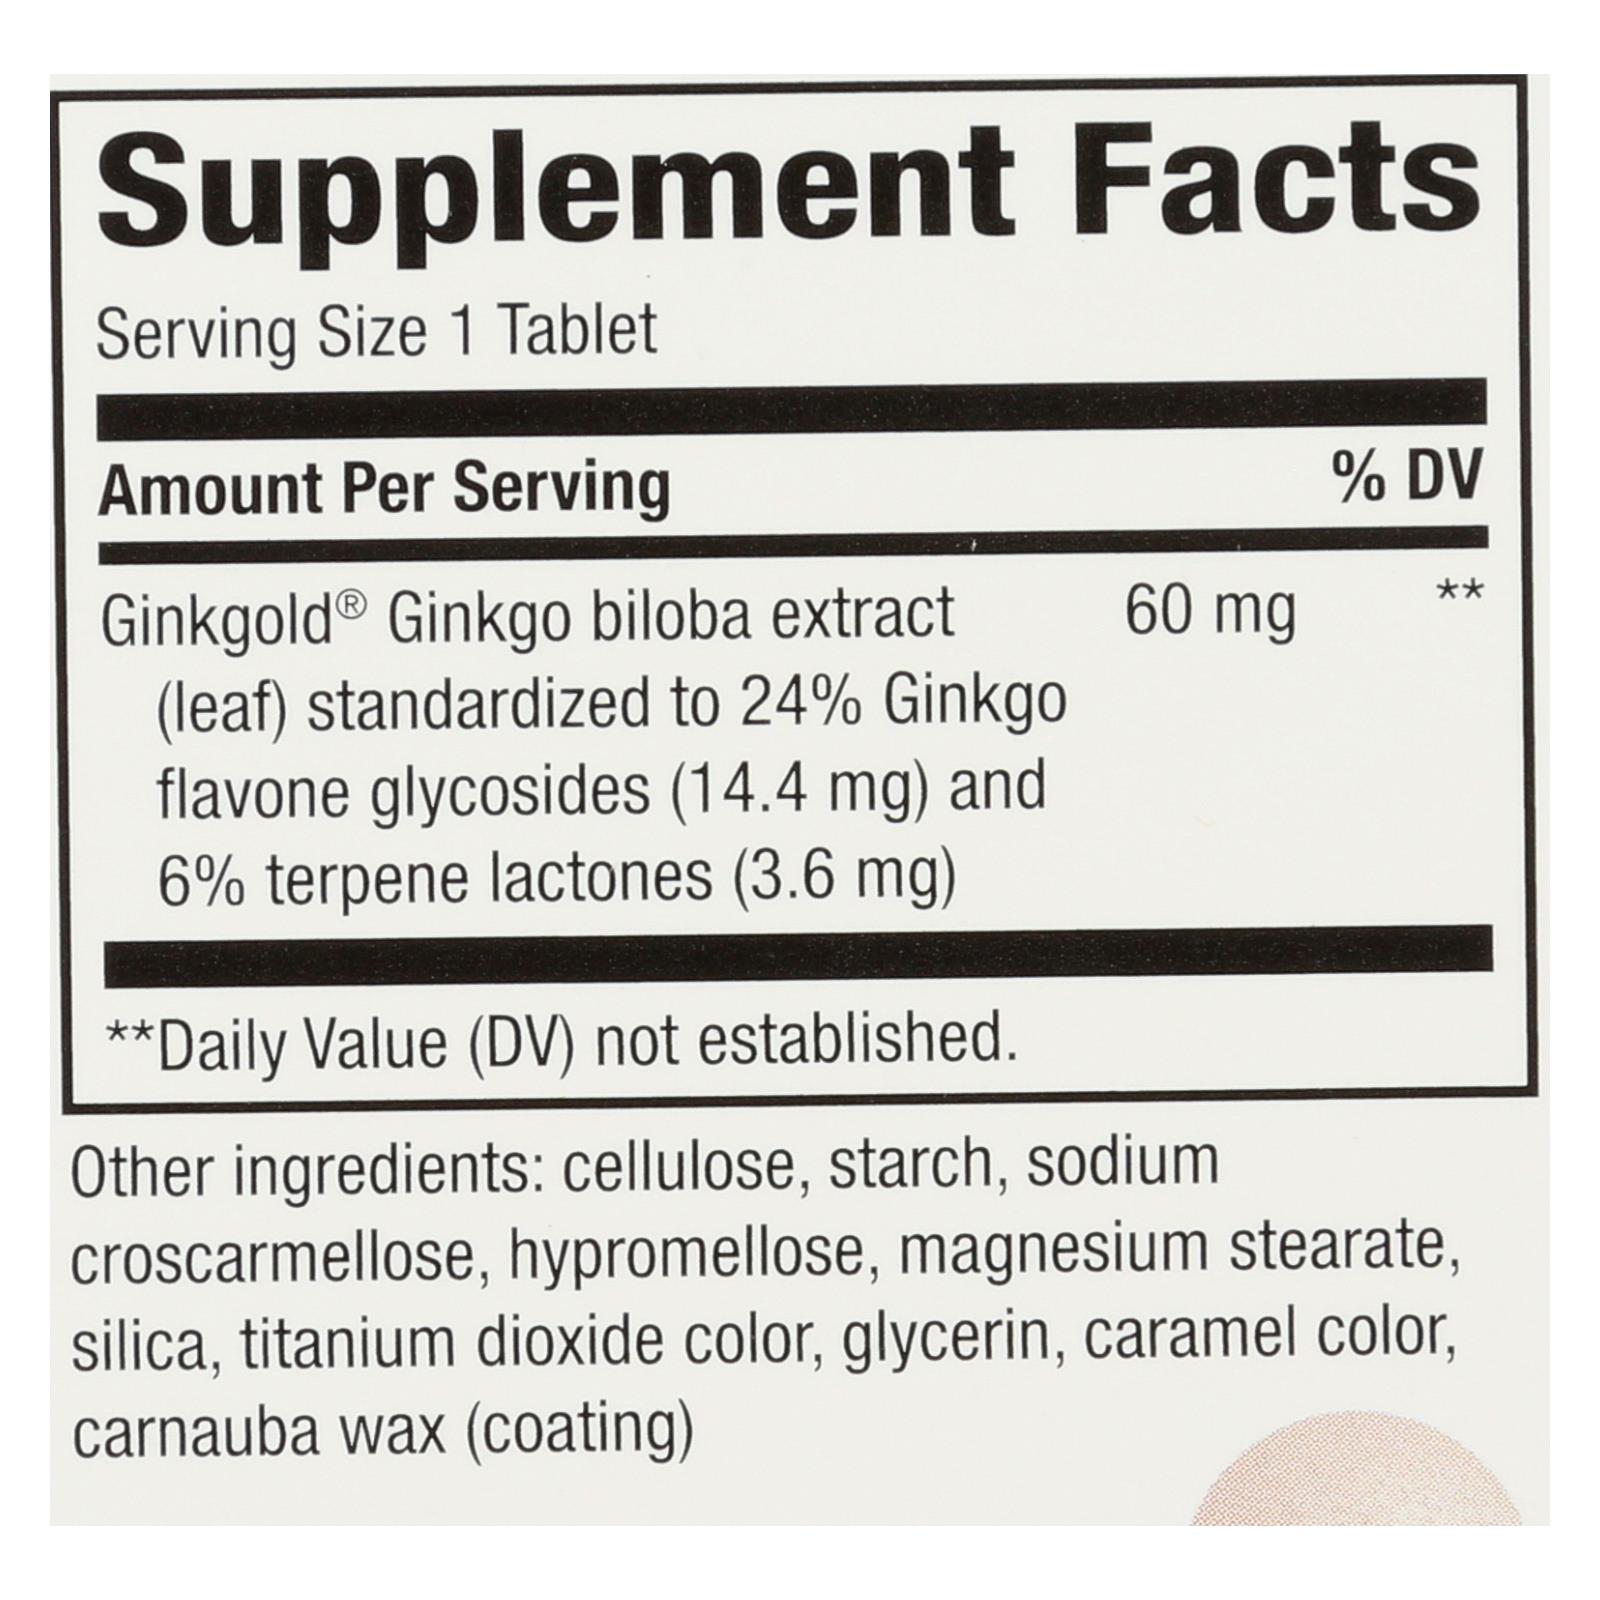 Supplement Facts
Serving Size 1 Tablet
Amount Per Serving % DV
Ginkgold® Ginkgo biloba extract 60 mg **
(leaf) standardized to 24% Ginkgo
flavone glycosides (14.4 mg) and
6% terpene lactones (3.6 mg)
**Daily Value (DV) not established.
Other ingredients: cellulose, starch, sodium
croscarmellose, hypromellose, magnesium stearate,
silica, titanium dioxide color, glycerin, caramel color,
carnauba wax (coating)